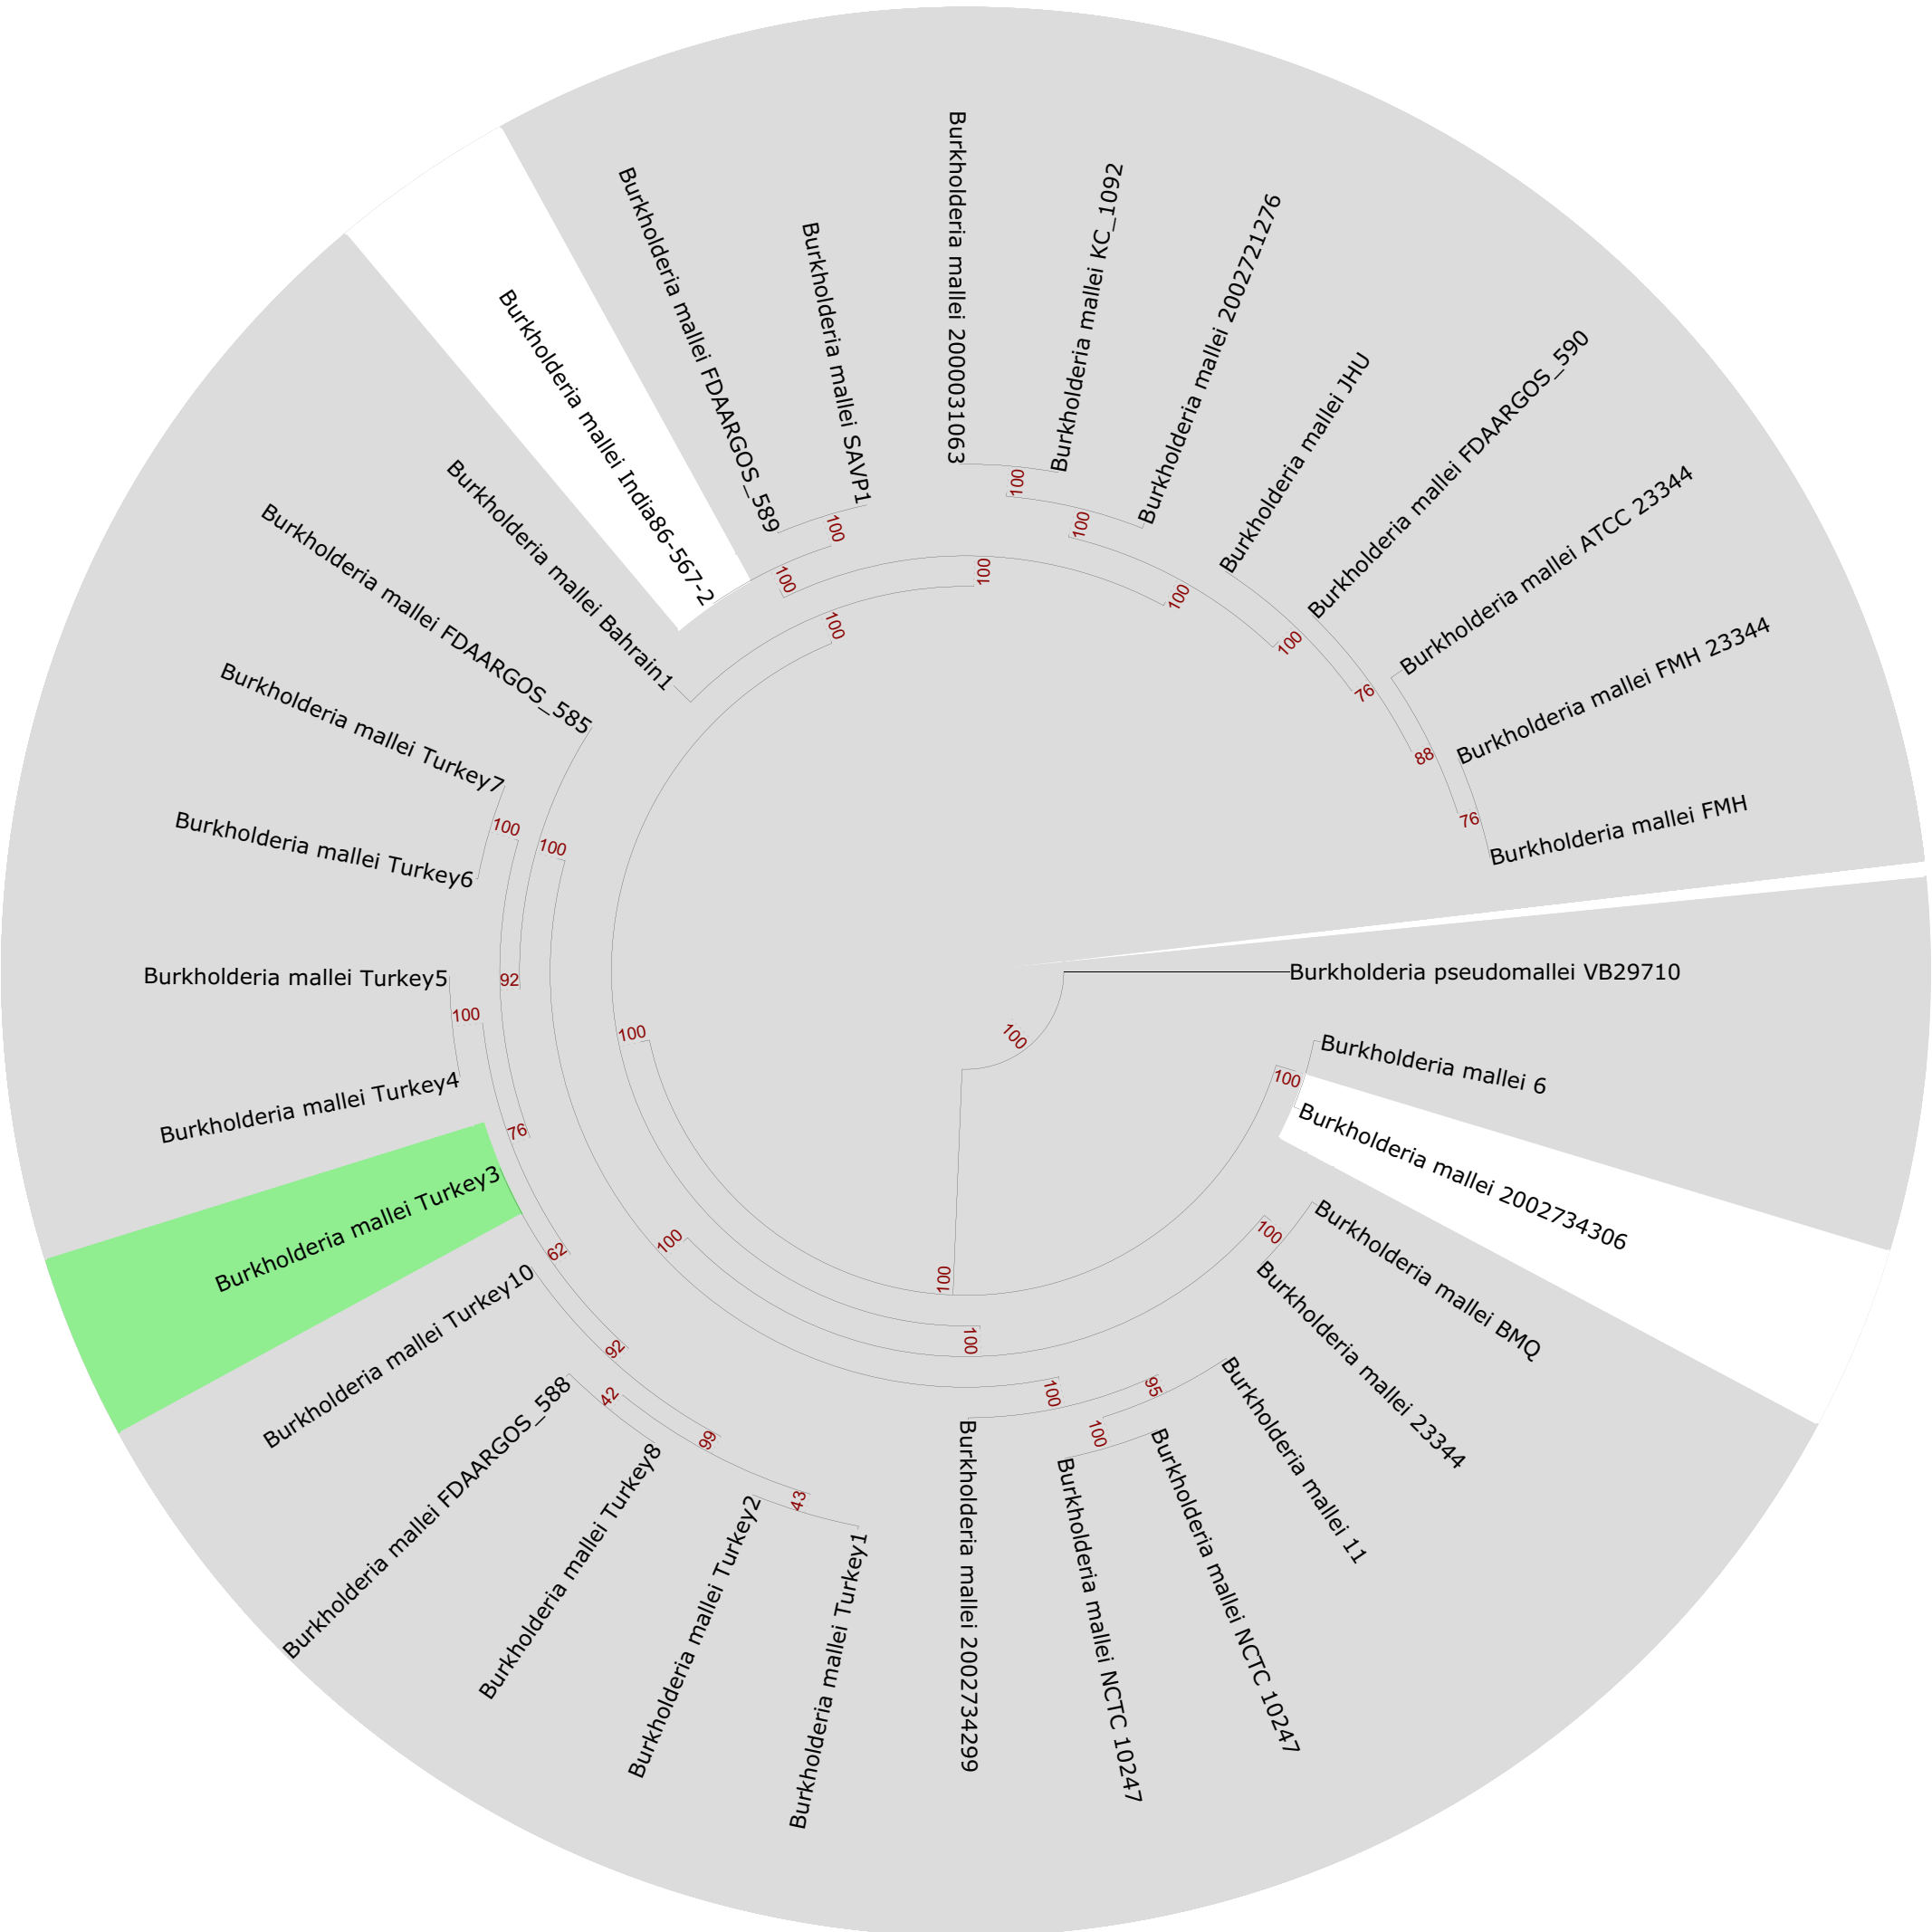 Burkholderia mallei 2000031063
Burkholderia mallei KC_1092
Burkholderia mallei 2002721276
Burkholderia mallei JHU
Burkholderia mallei FDAARGOS_590
Burkholderia mallei ATCC 23344
Burkholderia mallei FMH 23344
Burkholderia mallei FMH
Burkholderia pseudomallei VB29710
Burkholderia mallei 6
Burkholderia mallei 2002734306
Burkholderia mallei BMQ
Burkholderia mallei 23344
Burkholderia mallei 11
Burkholderia mallei NCTC 10247
Burkholderia mallei NCTC 10247
Burkholderia mallei 2002734299
Burkholderia mallei Turkey1
Burkholderia mallei Turkey2
Burkholderia mallei Turkey8
Burkholderia mallei FDAARGOS_588
Burkholderia mallei Turkey10
Burkholderia mallei Turkey3
Burkholderia mallei Turkey4
Burkholderia mallei Turkey5
Burkholderia mallei Turkey6
Burkholderia mallei Turkey7
Burkholderia mallei FDAARGOS_585
Burkholderia mallei Bahrain1
Burkholderia mallei India86-567-2
Burkholderia mallei FDAARGOS_589
Burkholderia mallei SAVP1
100
100
100
100
100
100
100
76
88
76
100
100
100
92
100
76
62
92
42
99
43
100
100
95
100
100
100
100
100
100
100